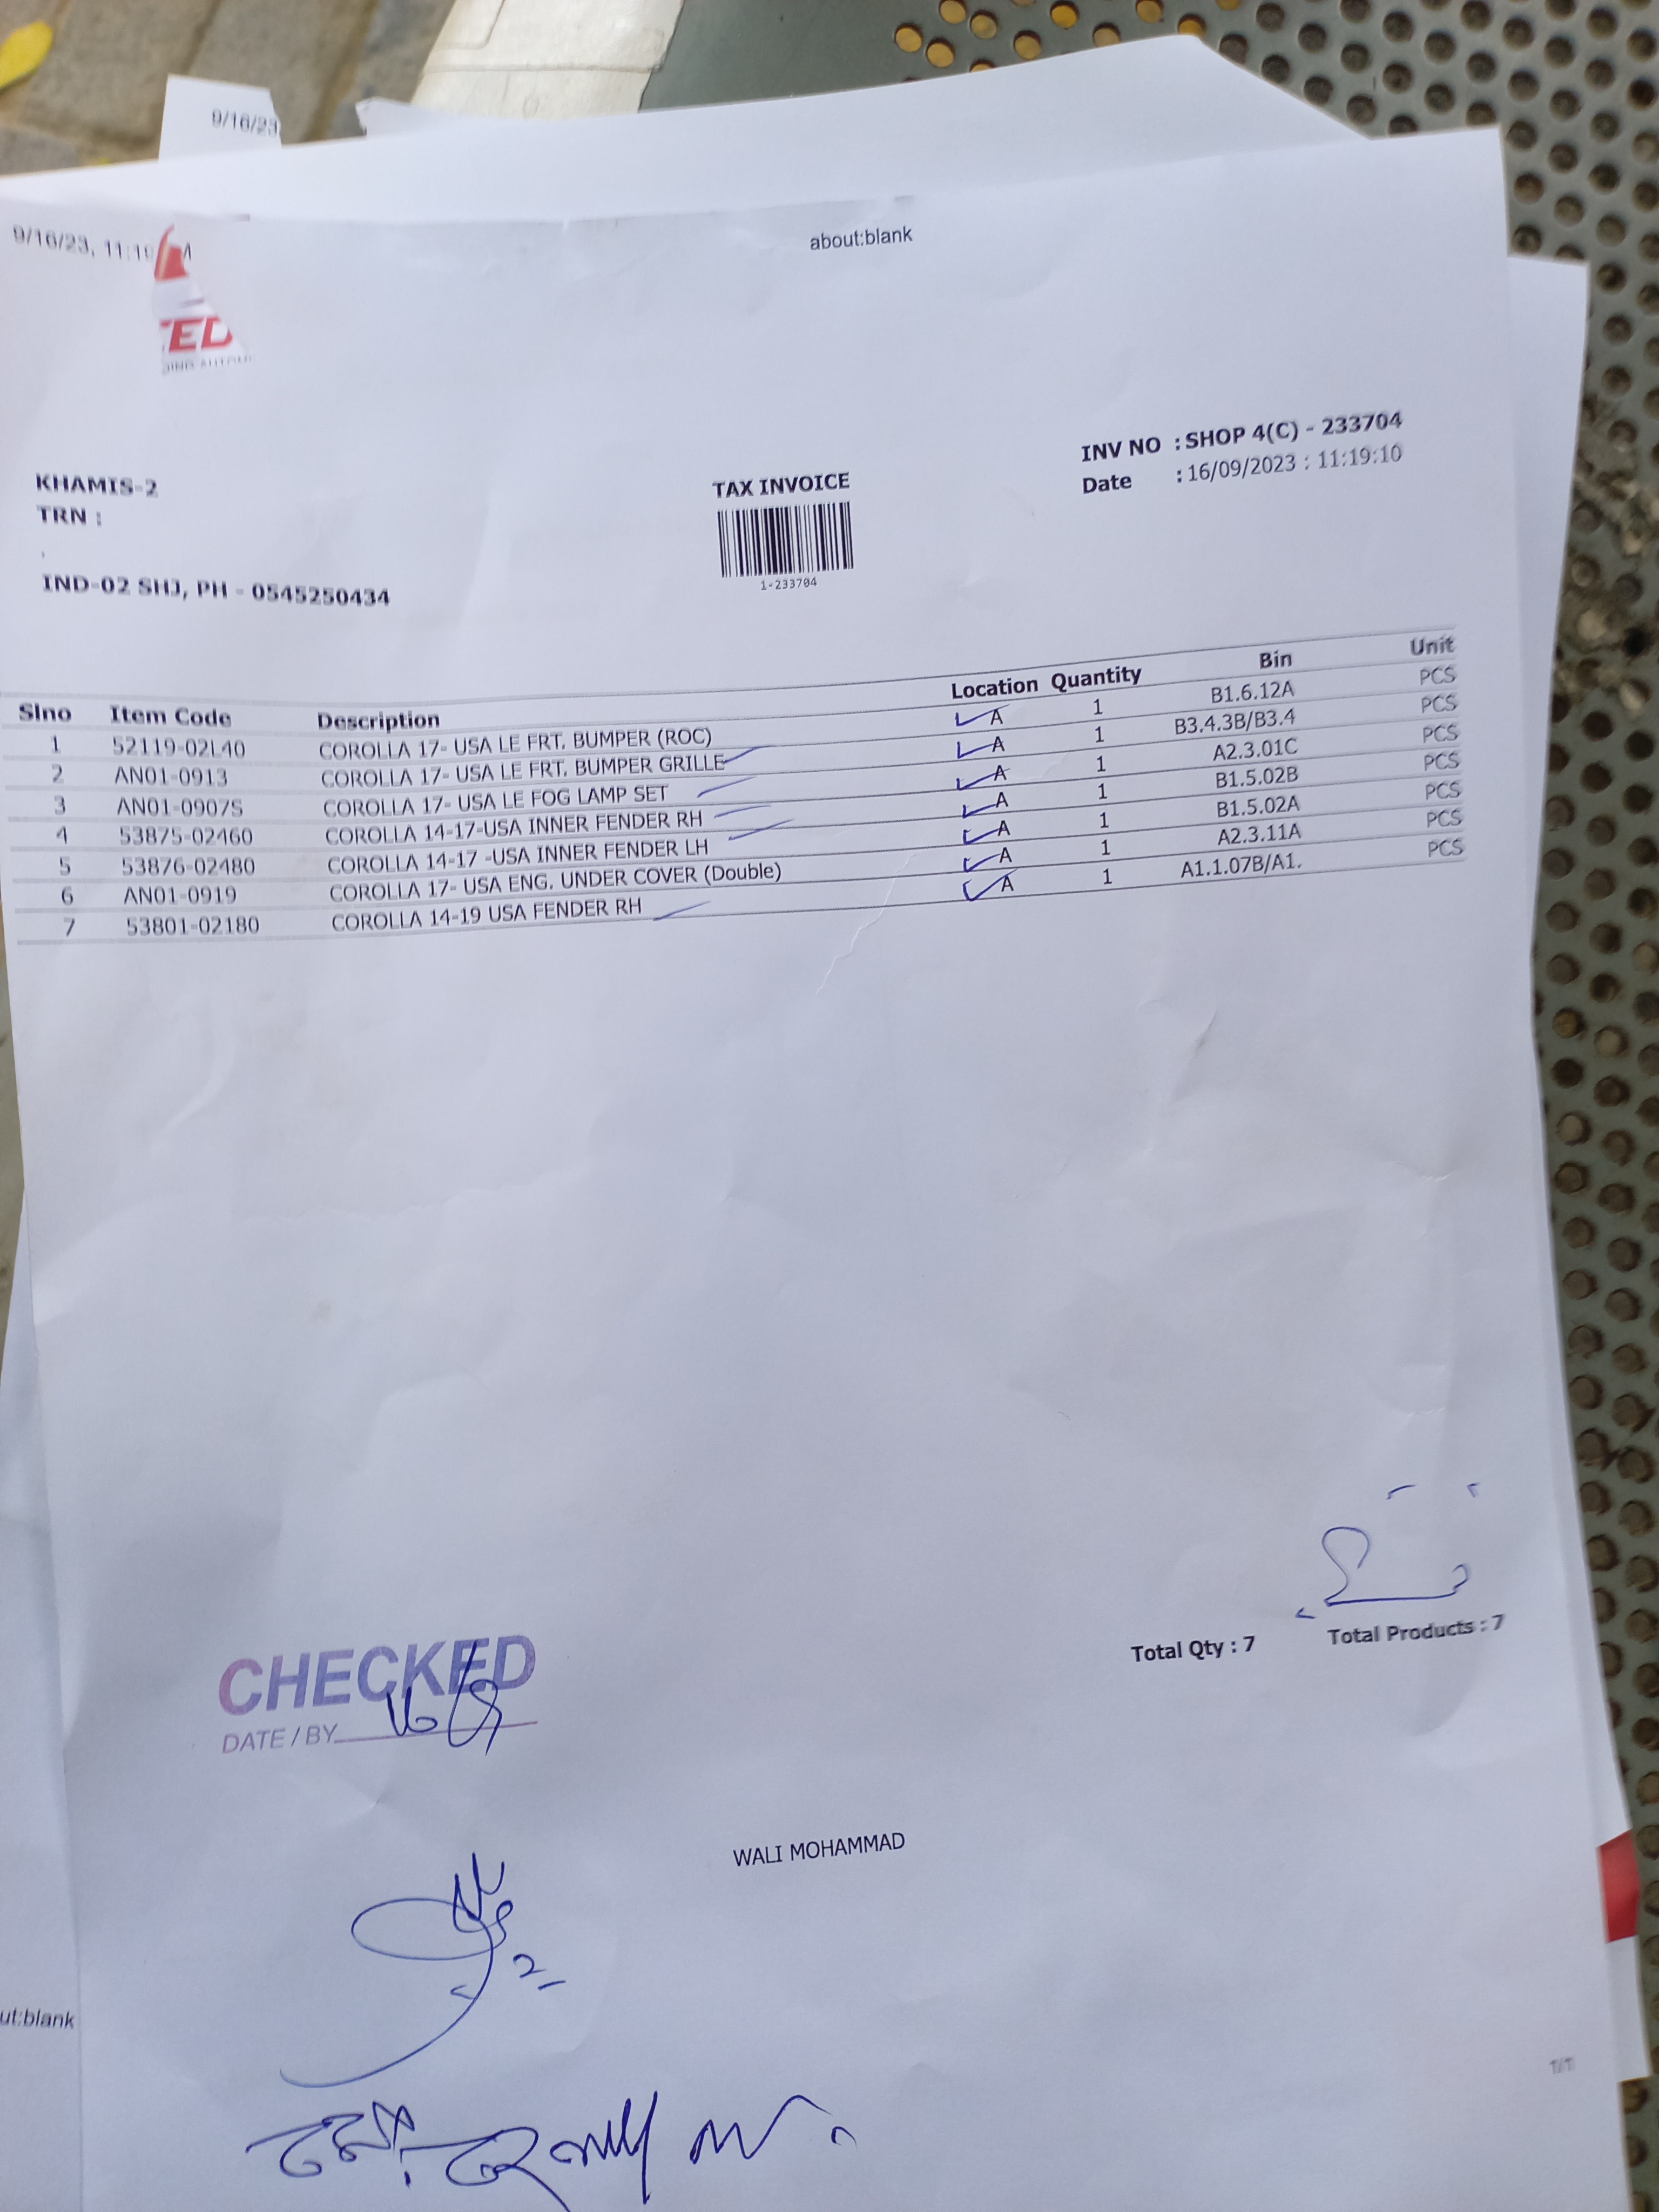 9/16/23
9/16/23, 11:19 M
about:blank
TED
KHAMIS-2
TRN :
IND-02 SHJ, PH - 0545250434
TAX INVOICE
1-233704
INV NO : SHOP 4(C) - 233704
Date : 16/09/2023 : 11:19:10
Slno Item Code Description Location Quantity Bin Unit
1 52119-02L40 COROLLA 17- USA LE FRT. BUMPER (ROC) A 1 B1.6.12A PCS
2 AN01-0913 COROLLA 17- USA LE FRT. BUMPER GRILLE A 1 B3.4.3B/B3.4 PCS
3 AN01-0907S COROLLA 17- USA LE FOG LAMP SET A 1 A2.3.01C PCS
4 53875-02460 COROLLA 14-17-USA INNER FENDER RH A 1 B1.5.02B PCS
5 53876-02480 COROLLA 14-17 -USA INNER FENDER LH A 1 B1.5.02A PCS
6 AN01-0919 COROLLA 17- USA ENG. UNDER COVER (Double) A 1 A2.3.11A PCS
7 53801-02180 COROLLA 14-19 USA FENDER RH A 1 A1.1.07B/A1. PCS
Total Qty : 7 Total Products : 7
CHECKED
DATE / BY 16/9
WALI MOHAMMAD
ut:blank
1/1